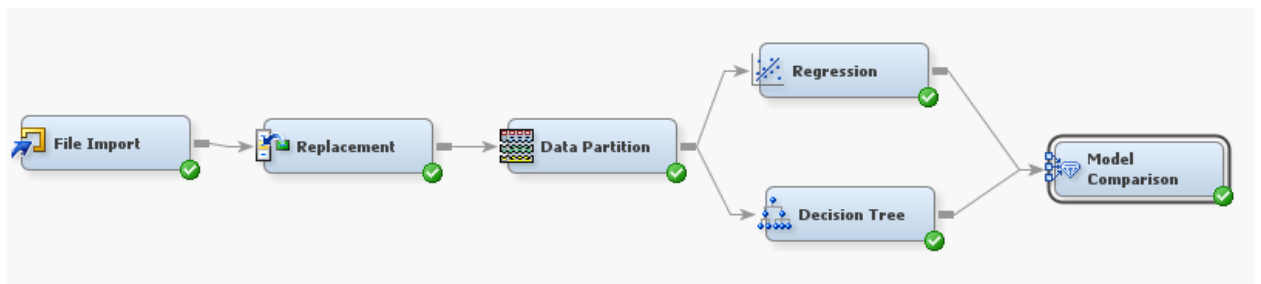 File Import
Replacement
Data Partition
Regression
Decision Tree
Model
Comparison